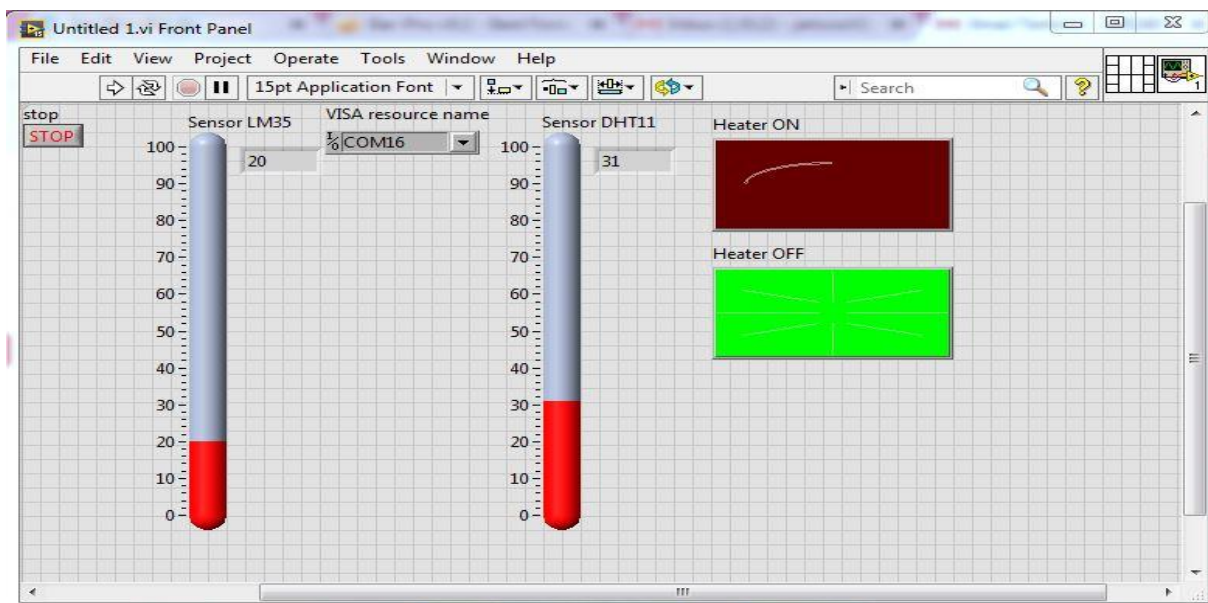 Untitled 1.vi Front Panel
File Edit View Project Operate Tools Window Help
15pt Application Font Search
stop
STOP
Sensor LM35
20
100
90
80
70
60
50
40
30
20
10
0
VISA resource name
COM16
Sensor DHT11
31
100
90
80
70
60
50
40
30
20
10
0
Heater ON
Heater OFF